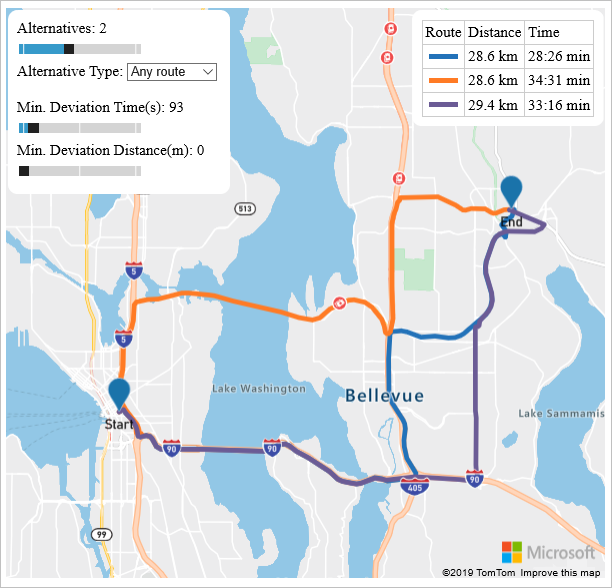 Alternatives: 2
Alternative Type: Any route
Min. Deviation Time(s): 93
Min. Deviation Distance(m): 0
Route Distance Time
28.6 km 28:26 min
28.6 km 34:31 min
29.4 km 33:16 min
513
End
5
5
Lake Washington
Bellevue
Start
Lake Sammamis
90
90
90
405
99
Microsoft
©2019 TomTom Improve this map